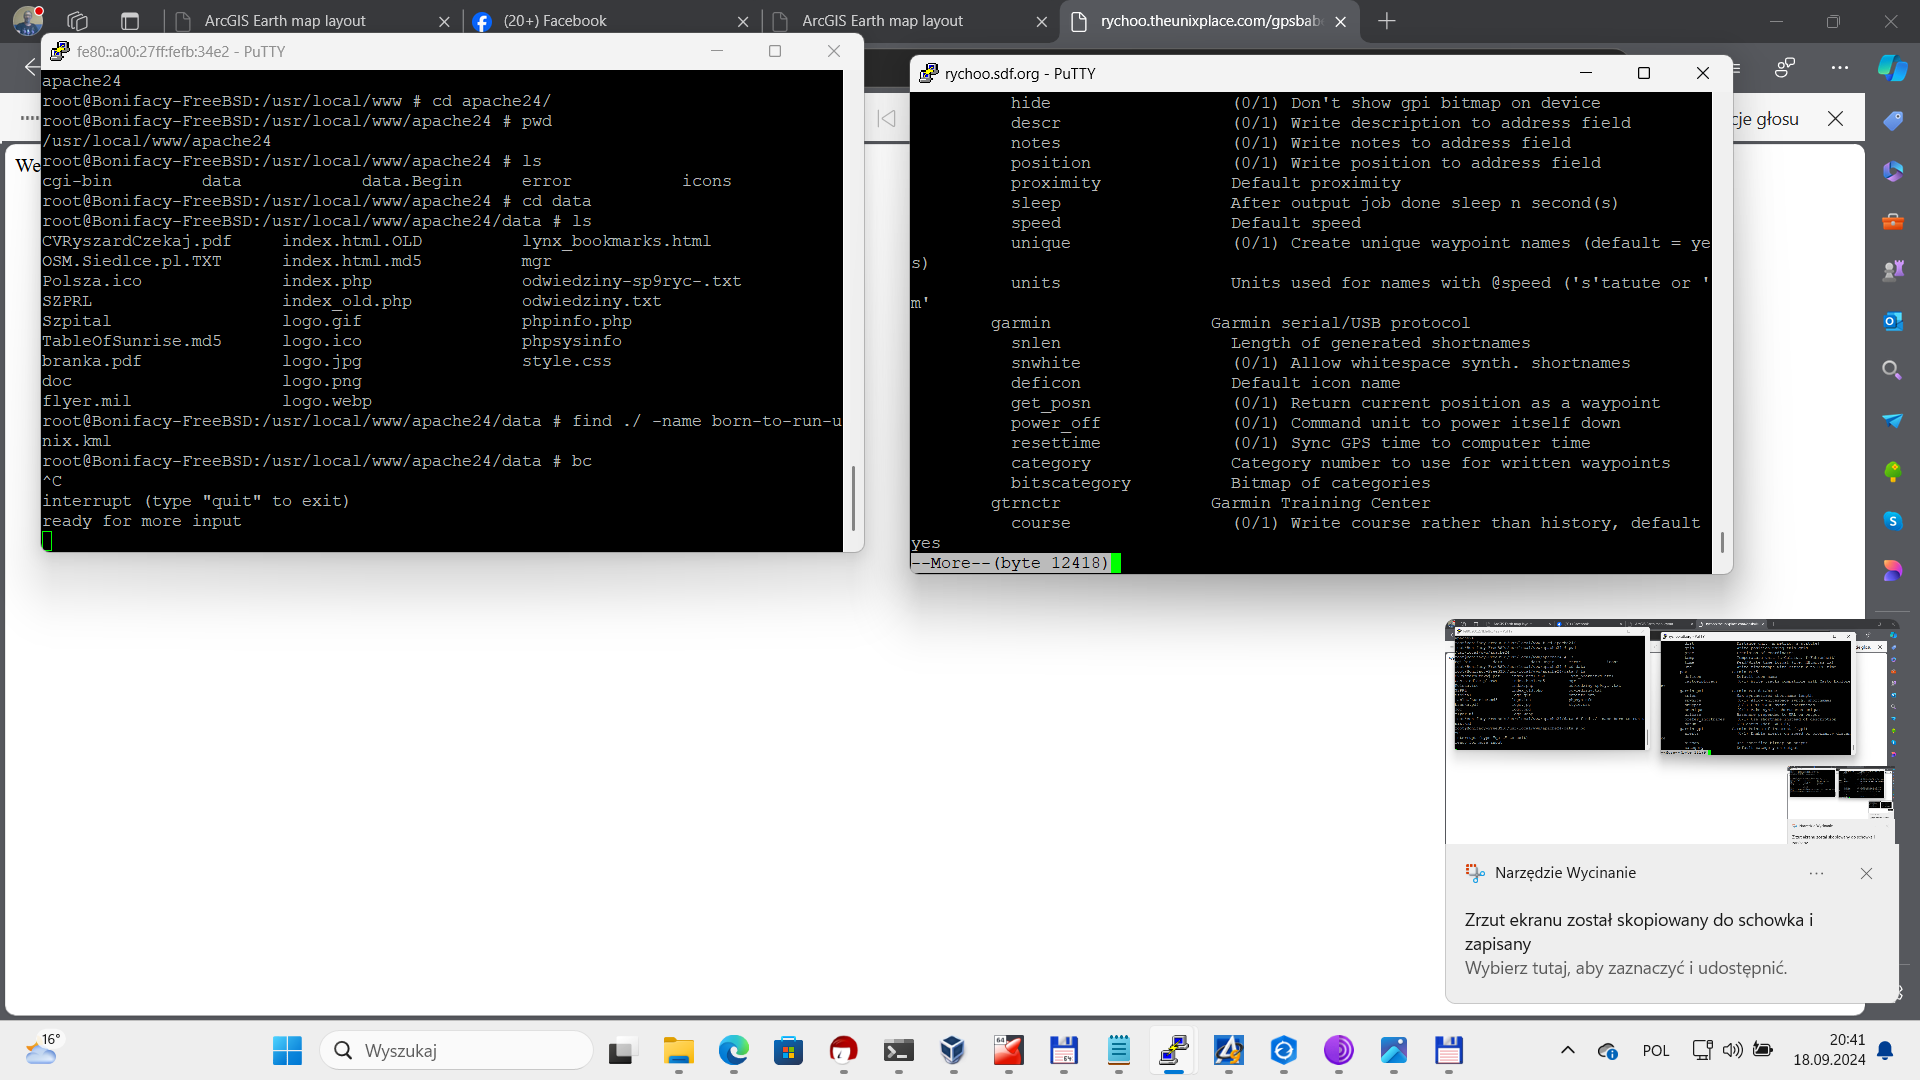 ArcGIS Earth map layout
(20+) Facebook
ArcGIS Earth map layout
rychoo.theunixplace.com/gpsbab
fe80::a00:27ff:fefb:34e2 - PuTTY
apache24
root@Bonifacy-FreeBSD:/usr/local/www # cd apache24/
root@Bonifacy-FreeBSD:/usr/local/www/apache24 # pwd
/usr/local/www/apache24
root@Bonifacy-FreeBSD:/usr/local/www/apache24 # ls
cgi-bin data data.Begin error icons
root@Bonifacy-FreeBSD:/usr/local/www/apache24 # cd data
root@Bonifacy-FreeBSD:/usr/local/www/apache24/data # ls
CVRyszardCzekaj.pdf index.html.OLD lynx_bookmarks.html
OSM.Siedlce.pl.TXT index.html.md5 mgr
Polsza.ico index.php odwiedziny-sp9ryc-.txt
SZPRL index_old.php odwiedziny.txt
Szpital logo.gif phpinfo.php
TableOfSunrise.md5 logo.ico phpsysinfo
branka.pdf logo.jpg style.css
doc logo.png
flyer.mil logo.webp
root@Bonifacy-FreeBSD:/usr/local/www/apache24/data # find ./ -name born-to-run-u
nix.kml
root@Bonifacy-FreeBSD:/usr/local/www/apache24/data # bc
^C
interrupt (type "quit" to exit)
ready for more input
We
rychoo.sdf.org - PuTTY
hide (0/1) Don't show gpi bitmap on device
descr (0/1) Write description to address field
notes (0/1) Write notes to address field
position (0/1) Write position to address field
proximity Default proximity
sleep After output job done sleep n second(s)
speed Default speed
unique (0/1) Create unique waypoint names (default = ye
s)
units Units used for names with @speed ('s'tatute or '
m'
garmin Garmin serial/USB protocol
snlen Length of generated shortnames
snwhite (0/1) Allow whitespace synth. shortnames
deficon Default icon name
get_posn (0/1) Return current position as a waypoint
power_off (0/1) Command unit to power itself down
resettime (0/1) Sync GPS time to computer time
category Category number to use for written waypoints
bitscategory Bitmap of categories
gtrnctr Garmin Training Center
course (0/1) Write course rather than history, default
yes
--More--(byte 12418)
cje głosu
Narzędzie Wycinanie
Zrzut ekranu został skopiowany do schowka i
zapisany
Wybierz tutaj, aby zaznaczyć i udostępnić.
16°
Wyszukaj
POL
20:41
18.09.2024